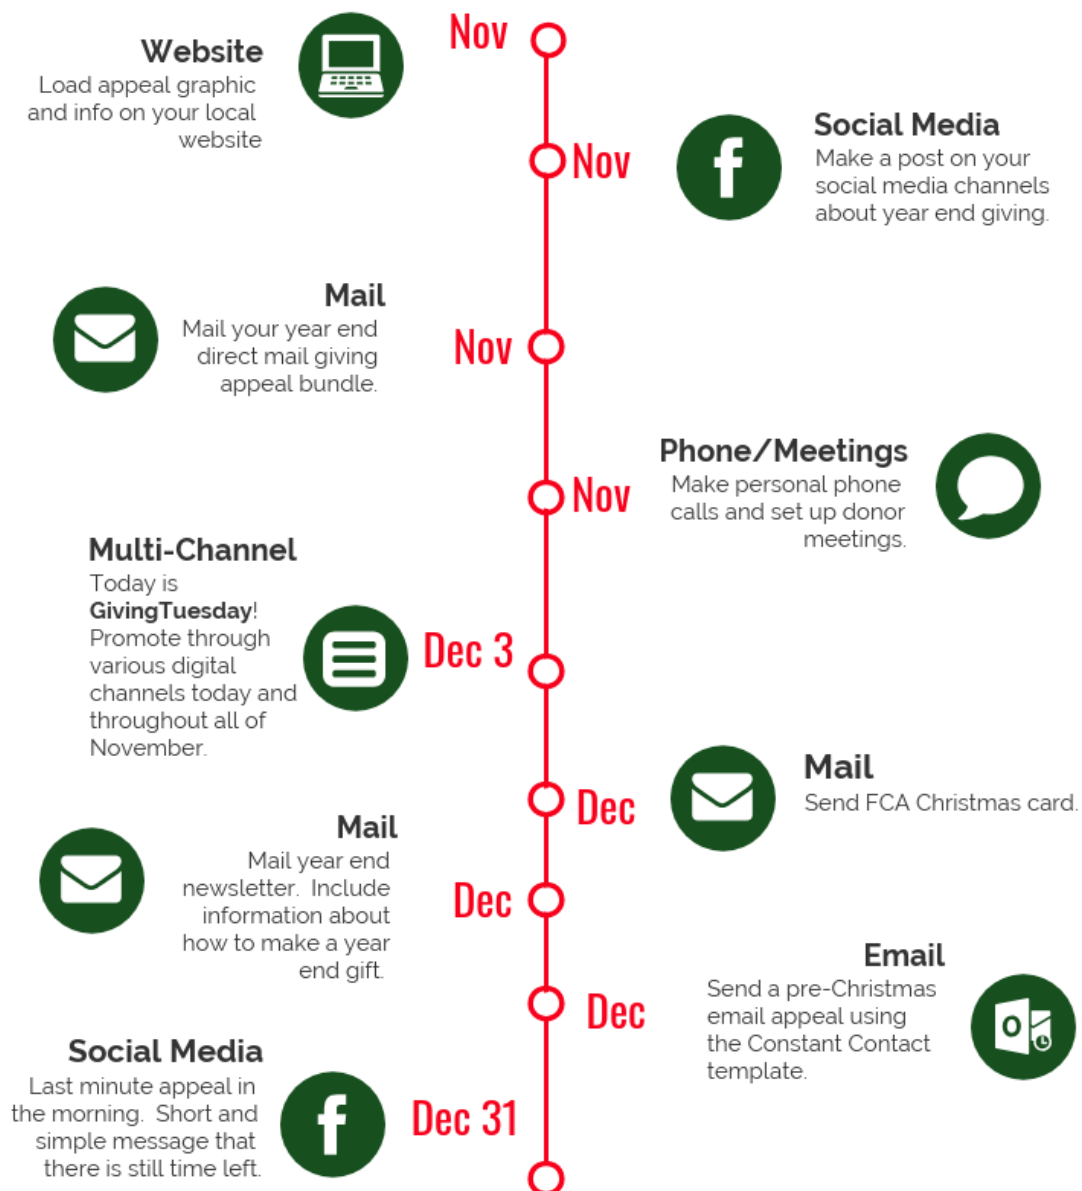 Nov
Website
Load appeal graphic
and info on your local
website
Nov
Social Media
Make a post on your
social media channels
about year end giving.
Mail
Mail your year end
direct mail giving
appeal bundle.
Nov
Phone/Meetings
Make personal phone
calls and set up donor
meetings.
Nov
Multi-Channel
Today is
GivingTuesday!
Promote through
various digital
channels today and
throughout all of
November.
Dec 3
Mail
Send FCA Christmas card.
Dec
Mail
Mail year end
newsletter.  Include
information about
how to make a year
end gift.
Dec
Email
Send a pre-Christmas
email appeal using
the Constant Contact
template.
Dec
Social Media
Last minute appeal in
the morning.  Short and
simple message that
there is still time left.
Dec 31